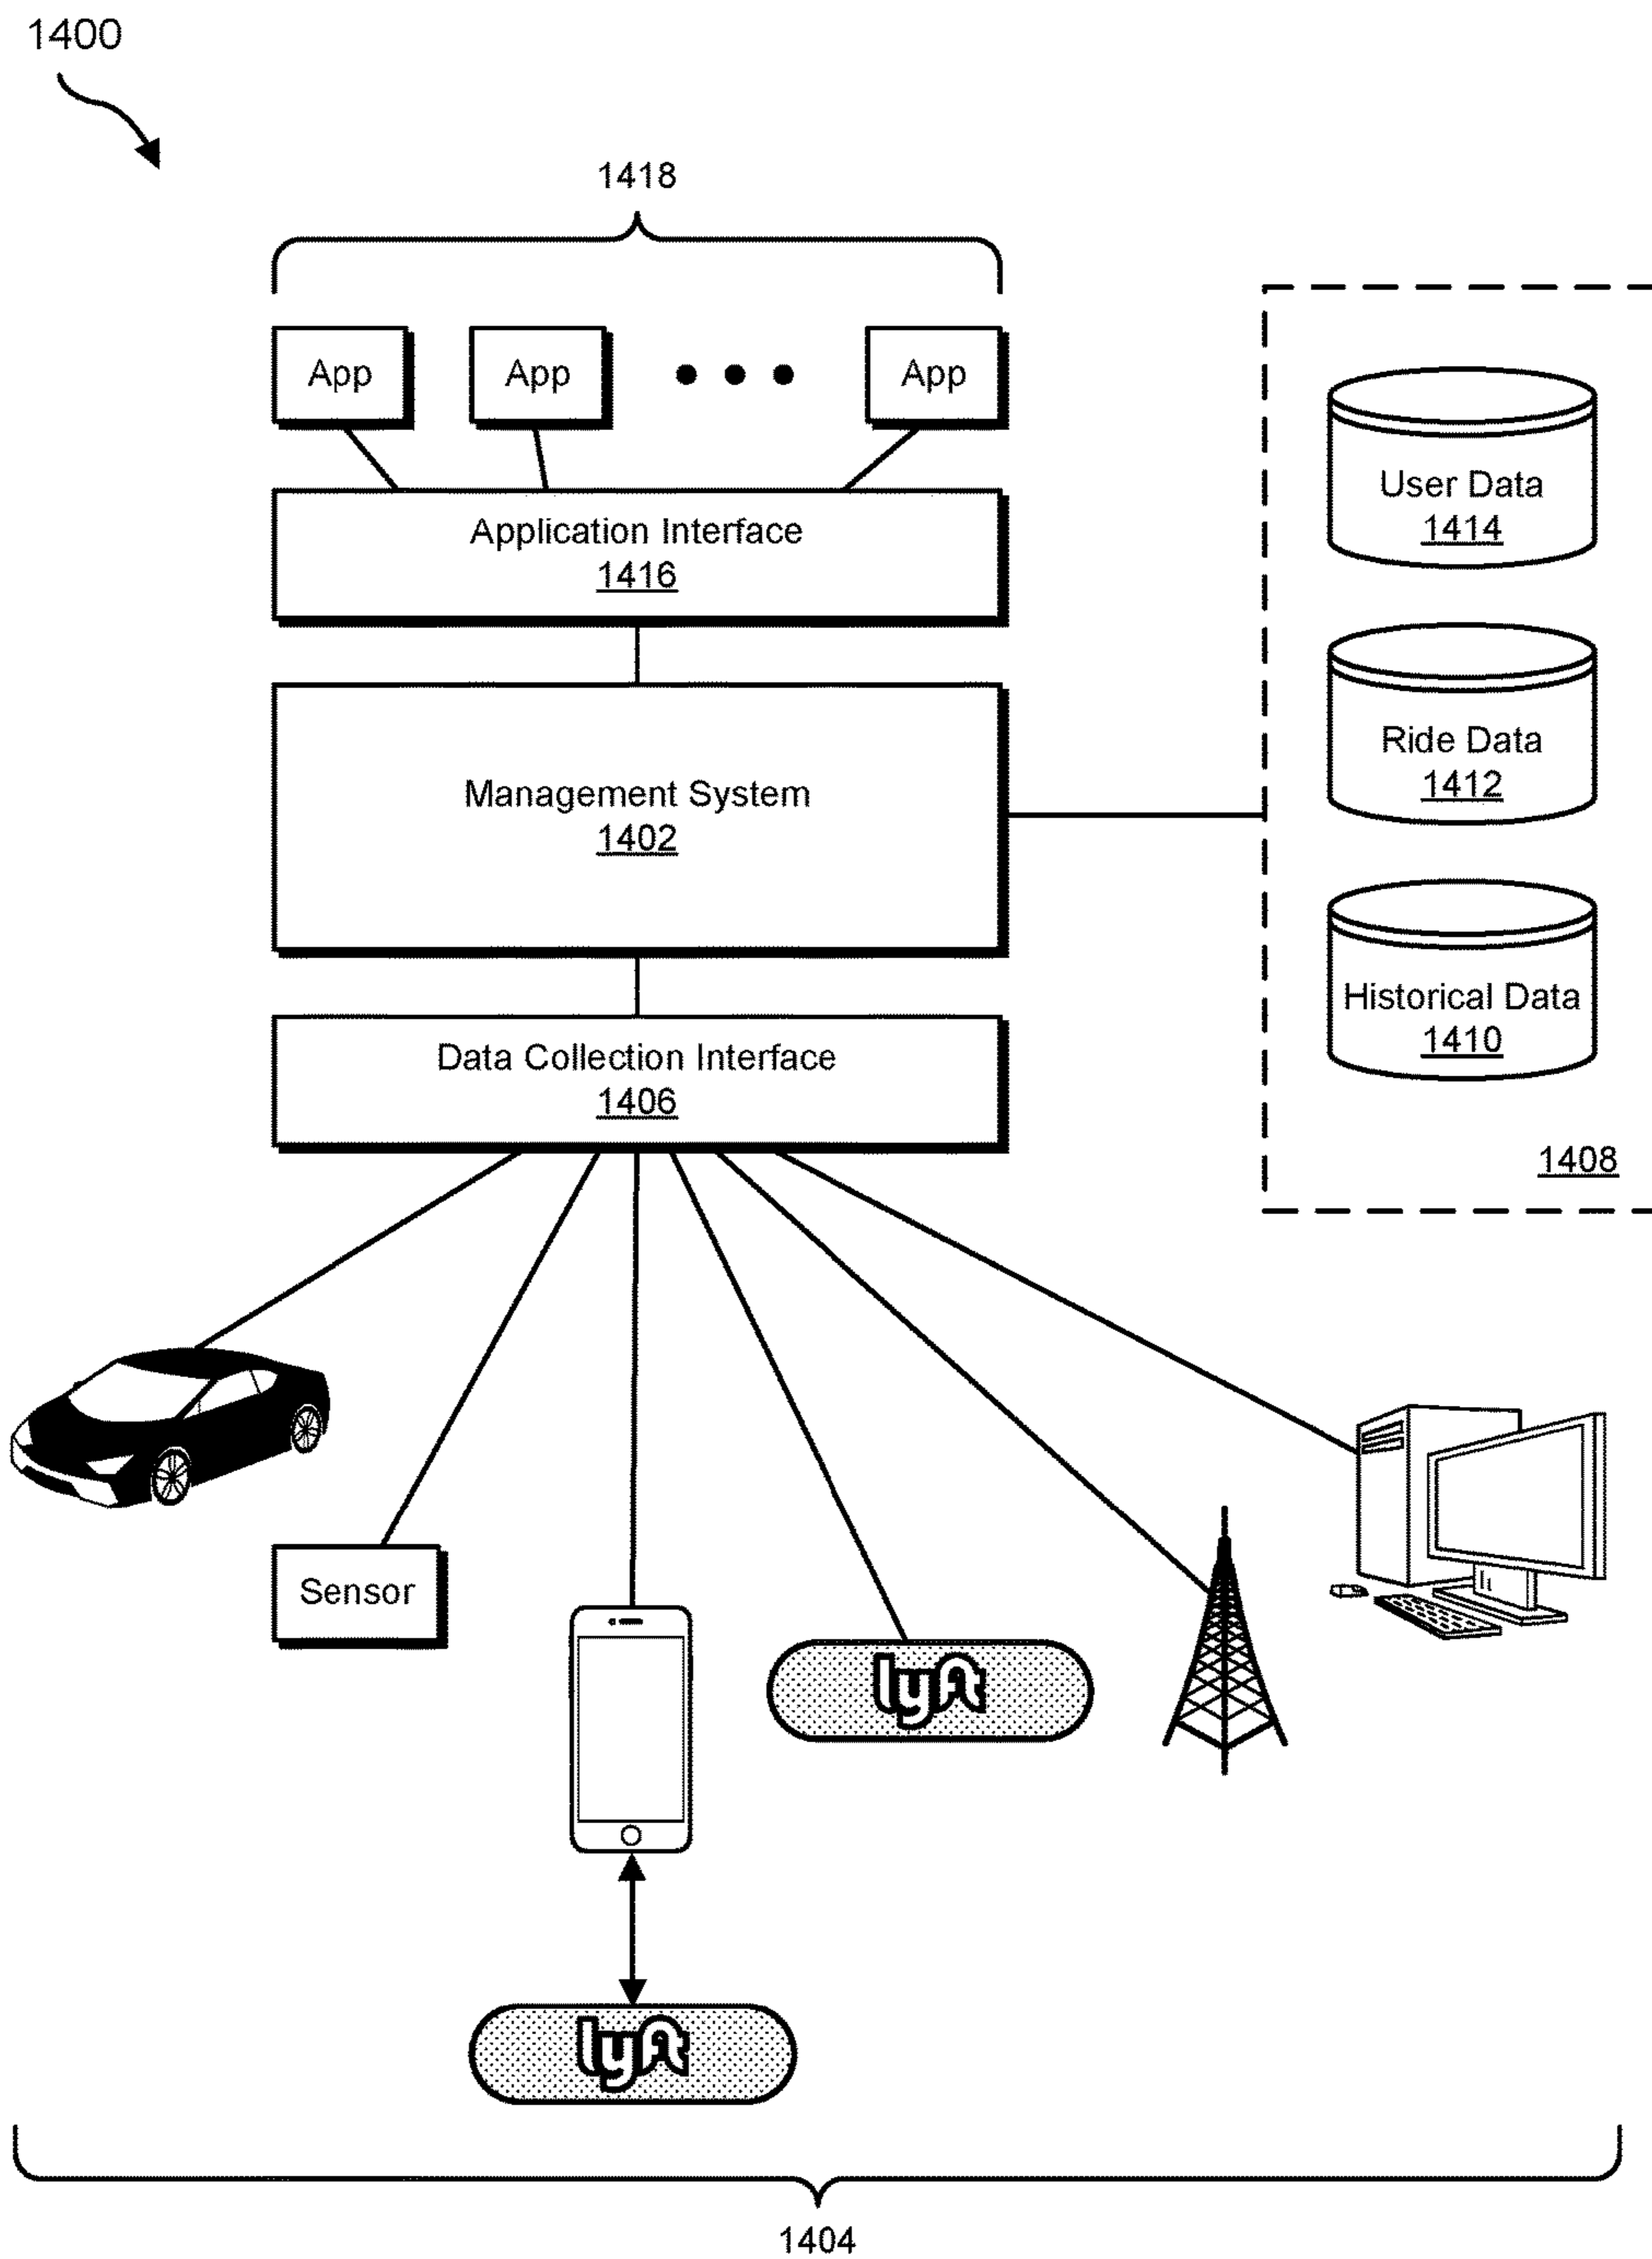 1400
1418
App
App
App
Application Interface
1416
Management System
1402
Data Collection Interface
1406
User Data
1414
Ride Data
1412
Historical Data
1410
1408
Sensor
lyft
lyft
1404